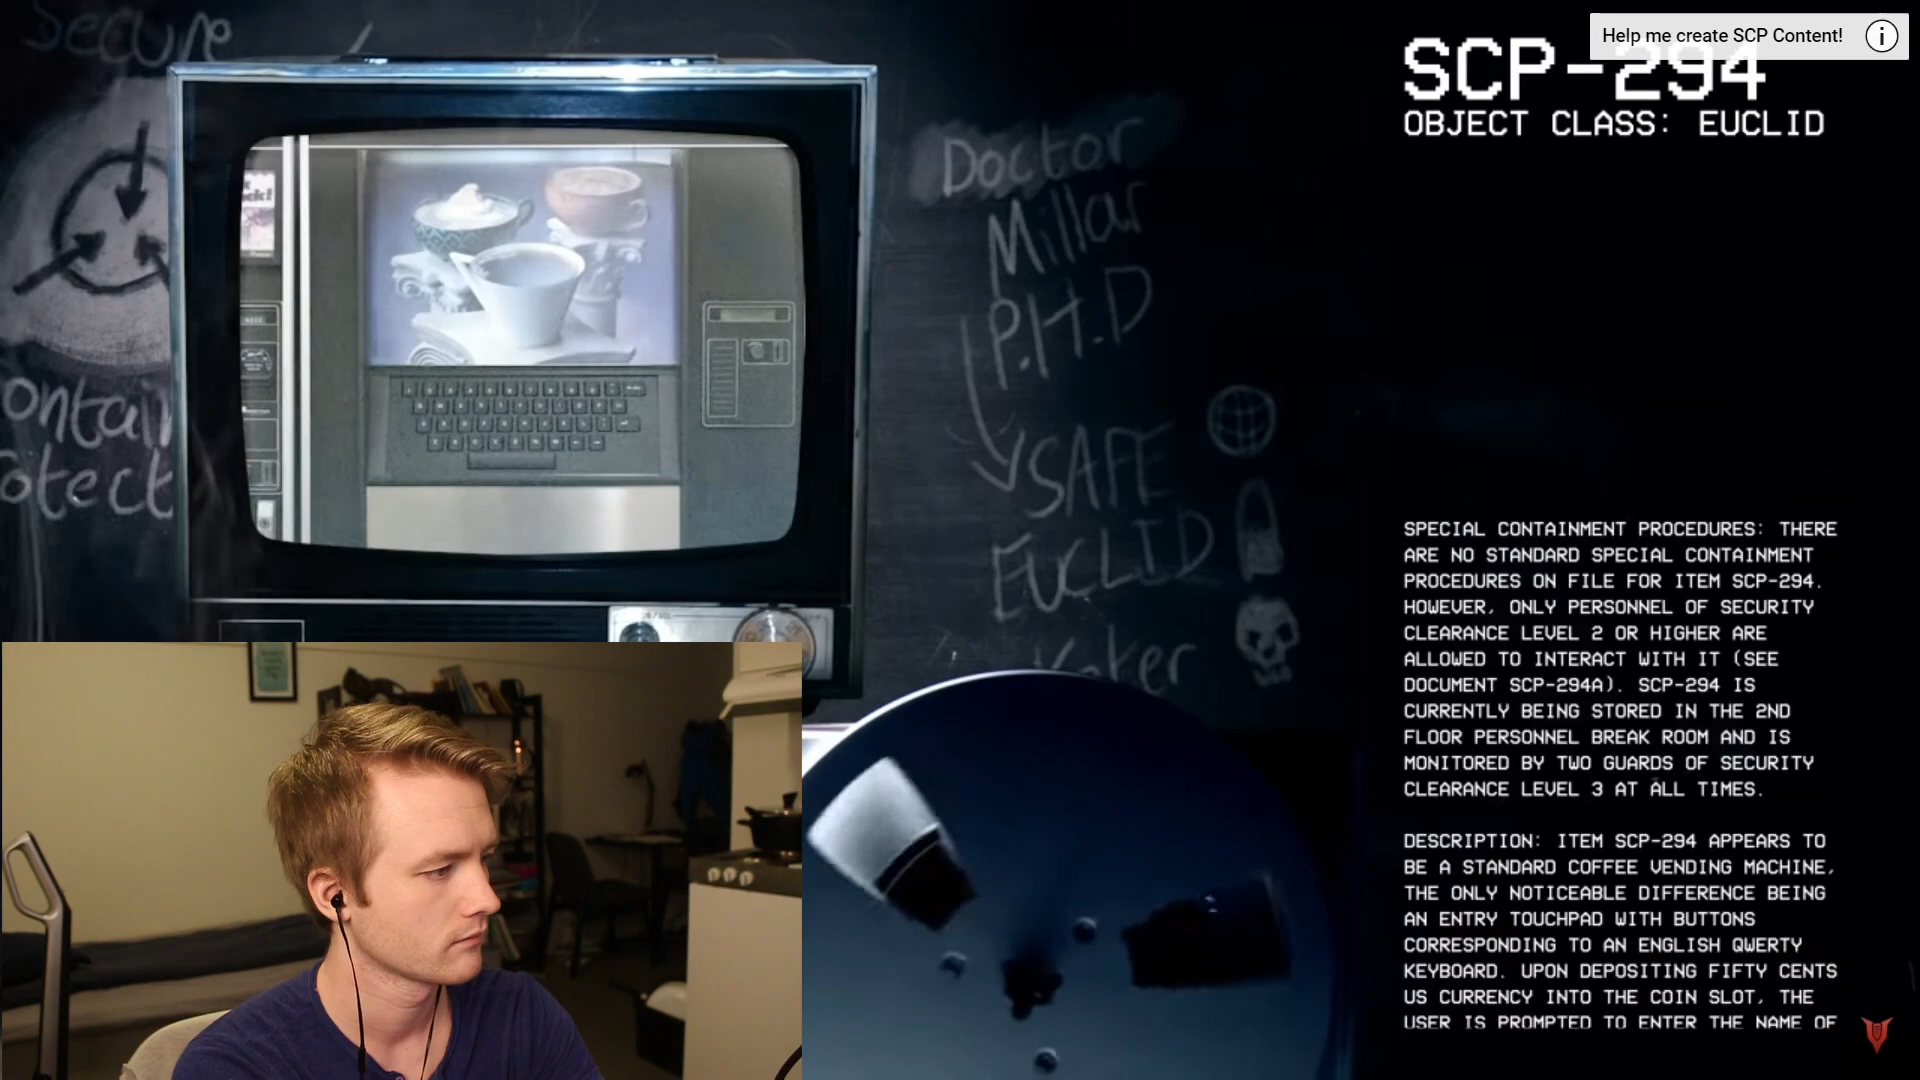 Secure
Help me create SCP Content!
SCP-294
OBJECT CLASS: EUCLID
Doctor
Millar
P.H.D
SAFE
EUCLID
SPECIAL CONTAINMENT PROCEDURES: THERE
ARE NO STANDARD SPECIAL CONTAINMENT
PROCEDURES ON FILE FOR ITEM SCP-294.
HOWEVER, ONLY PERSONNEL OF SECURITY
CLEARANCE LEVEL 2 OR HIGHER ARE
ALLOWED TO INTERACT WITH IT (SEE
DOCUMENT SCP-294A). SCP-294 IS
CURRENTLY BEING STORED IN THE 2ND
FLOOR PERSONNEL BREAK ROOM AND IS
MONITORED BY TWO GUARDS OF SECURITY
CLEARANCE LEVEL 3 AT ALL TIMES.
DESCRIPTION: ITEM SCP-294 APPEARS TO
BE A STANDARD COFFEE VENDING MACHINE,
THE ONLY NOTICEABLE DIFFERENCE BEING
AN ENTRY TOUCHPAD WITH BUTTONS
CORRESPONDING TO AN ENGLISH QWERTY
KEYBOARD. UPON DEPOSITING FIFTY CENTS
US CURRENCY INTO THE COIN SLOT, THE
USER IS PROMPTED TO ENTER THE NAME OF